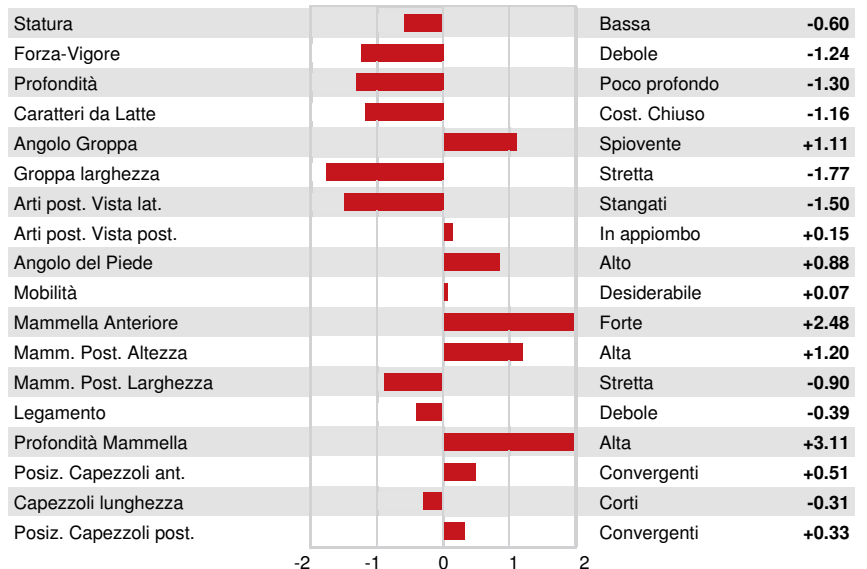 Statura Bassa -0.60
Forza-Vigore Debole -1.24
Profondità Poco profondo -1.30
Caratteri da Latte Cost. Chiuso -1.16
Angolo Groppa Spiovente +1.11
Groppa larghezza Stretta -1.77
Arti post. Vista lat. Stangati -1.50
Arti post. Vista post. In appiombo +0.15
Angolo del Piede Alto +0.88
Mobilità Desiderabile +0.07
Mammella Anteriore Forte +2.48
Mamm. Post. Altezza Alta +1.20
Mamm. Post. Larghezza Stretta -0.90
Legamento Debole -0.39
Profondità Mammella Alta +3.11
Posiz. Capezzoli ant. Convergenti +0.51
Capezzoli lunghezza Corti -0.31
Posiz. Capezzoli post. Convergenti +0.33
-2 -1 0 1 2